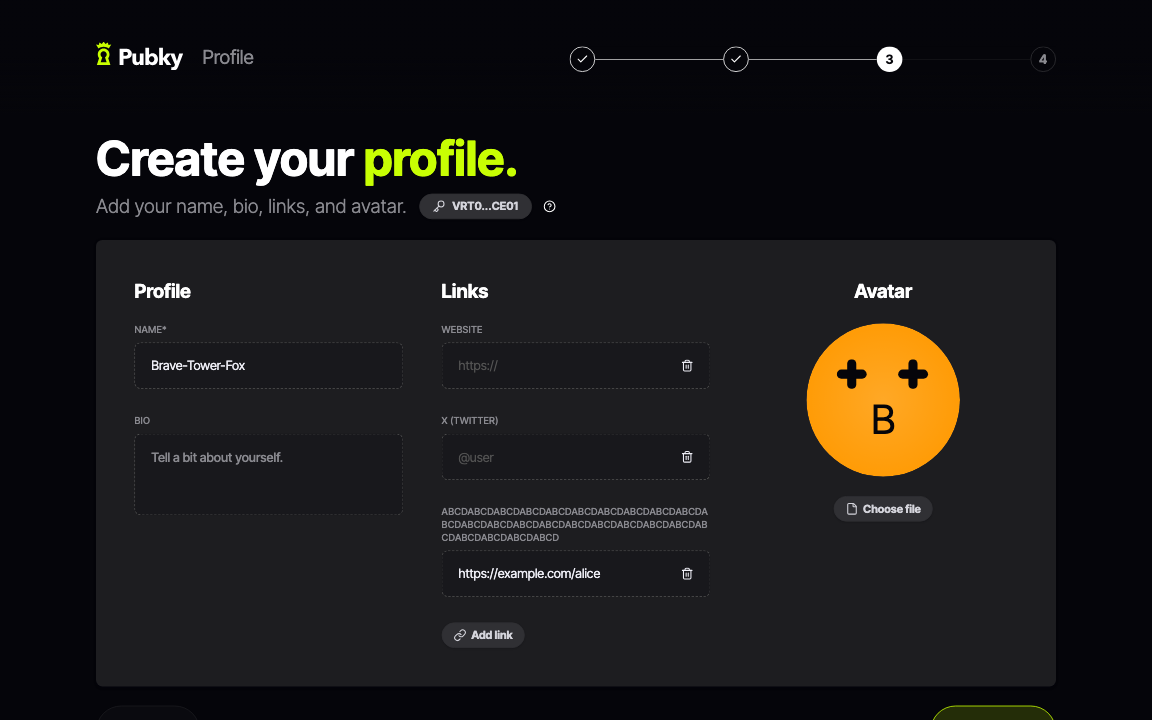 Pubky Profile
3
4
Create your profile.
Add your name, bio, links, and avatar.
VRT0...CE01
Profile
NAME*
Brave-Tower-Fox
BIO
Tell a bit about yourself.
Links
WEBSITE
https://
X (TWITTER)
@user
ABCDABCDABCDABCDABCDABCDABCDABCDABCDABCDA
BCDABCDABCDABCDABCDABCDABCDABCDABCDABCDAB
CDABCDABCDABCDABCD
https://example.com/alice
Add link
Avatar
B
Choose file